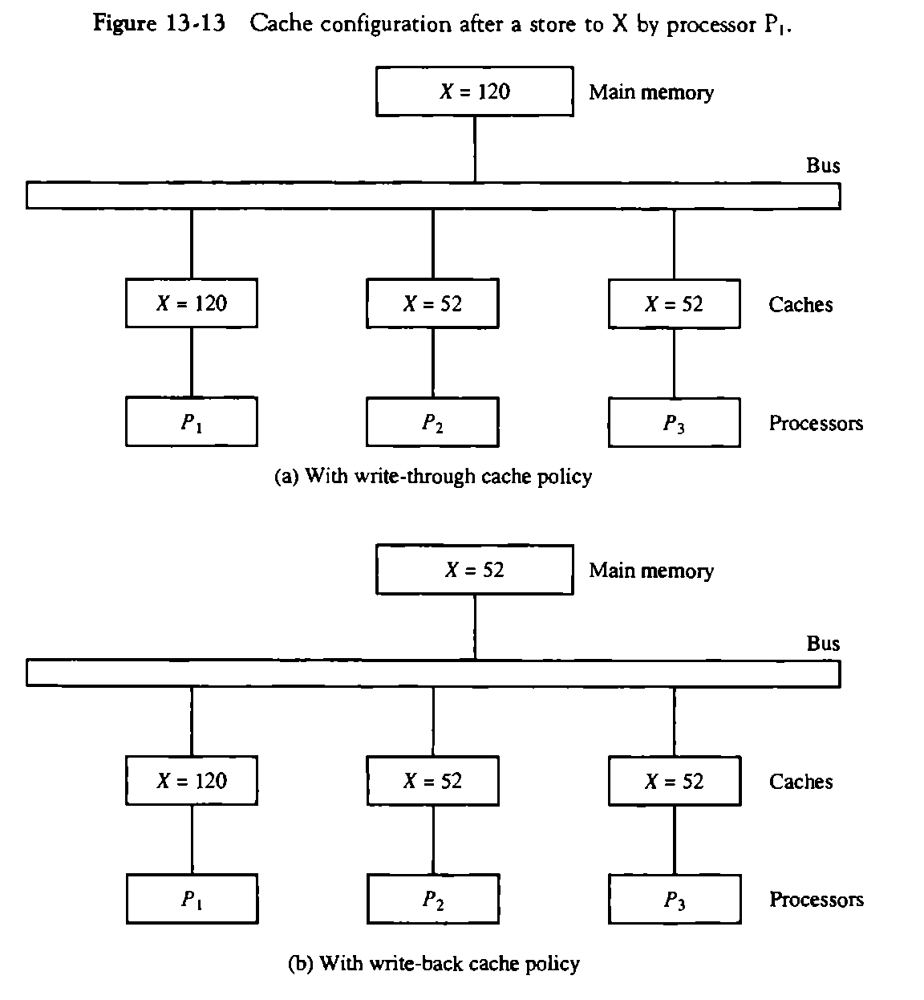 Figure 13-13 Cache configuration after a store to X by processor P₁.
X = 120 Main memory
Bus
X = 120 X = 52 X = 52 Caches
P₁ P₂ P₃ Processors
(a) With write-through cache policy
X = 52 Main memory
Bus
X = 120 X = 52 X = 52 Caches
P₁ P₂ P₃ Processors
(b) With write-back cache policy